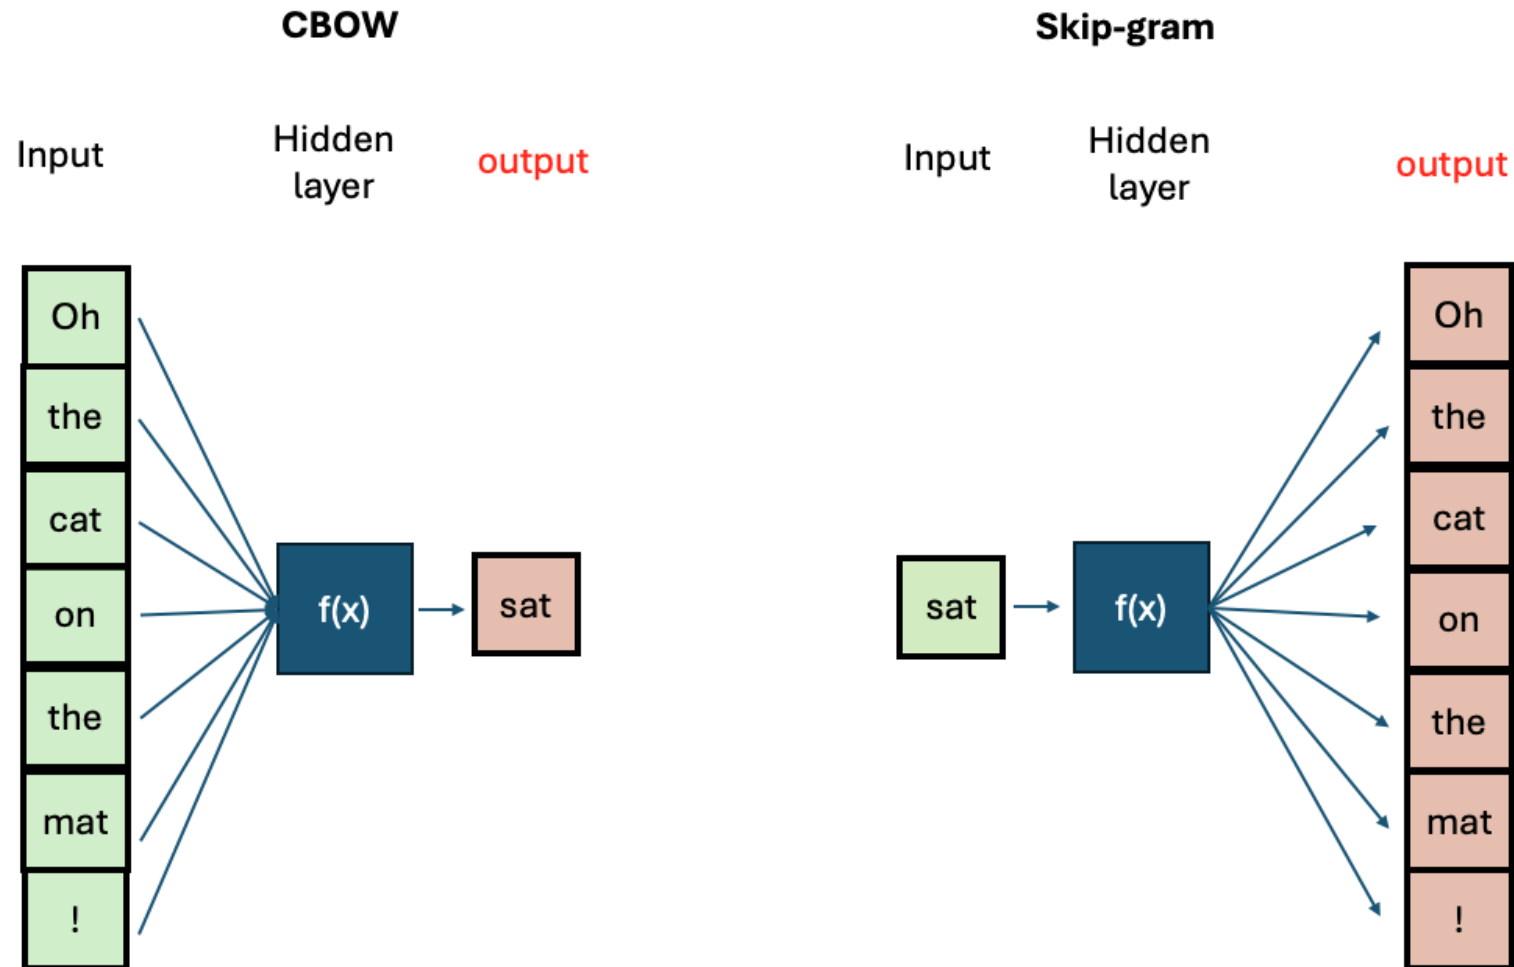 CBOW
Input
Hidden
layer
output
Oh
the
cat
on
the
mat
!
f(x)
sat
Skip-gram
Input
Hidden
layer
output
sat
f(x)
Oh
the
cat
on
the
mat
!